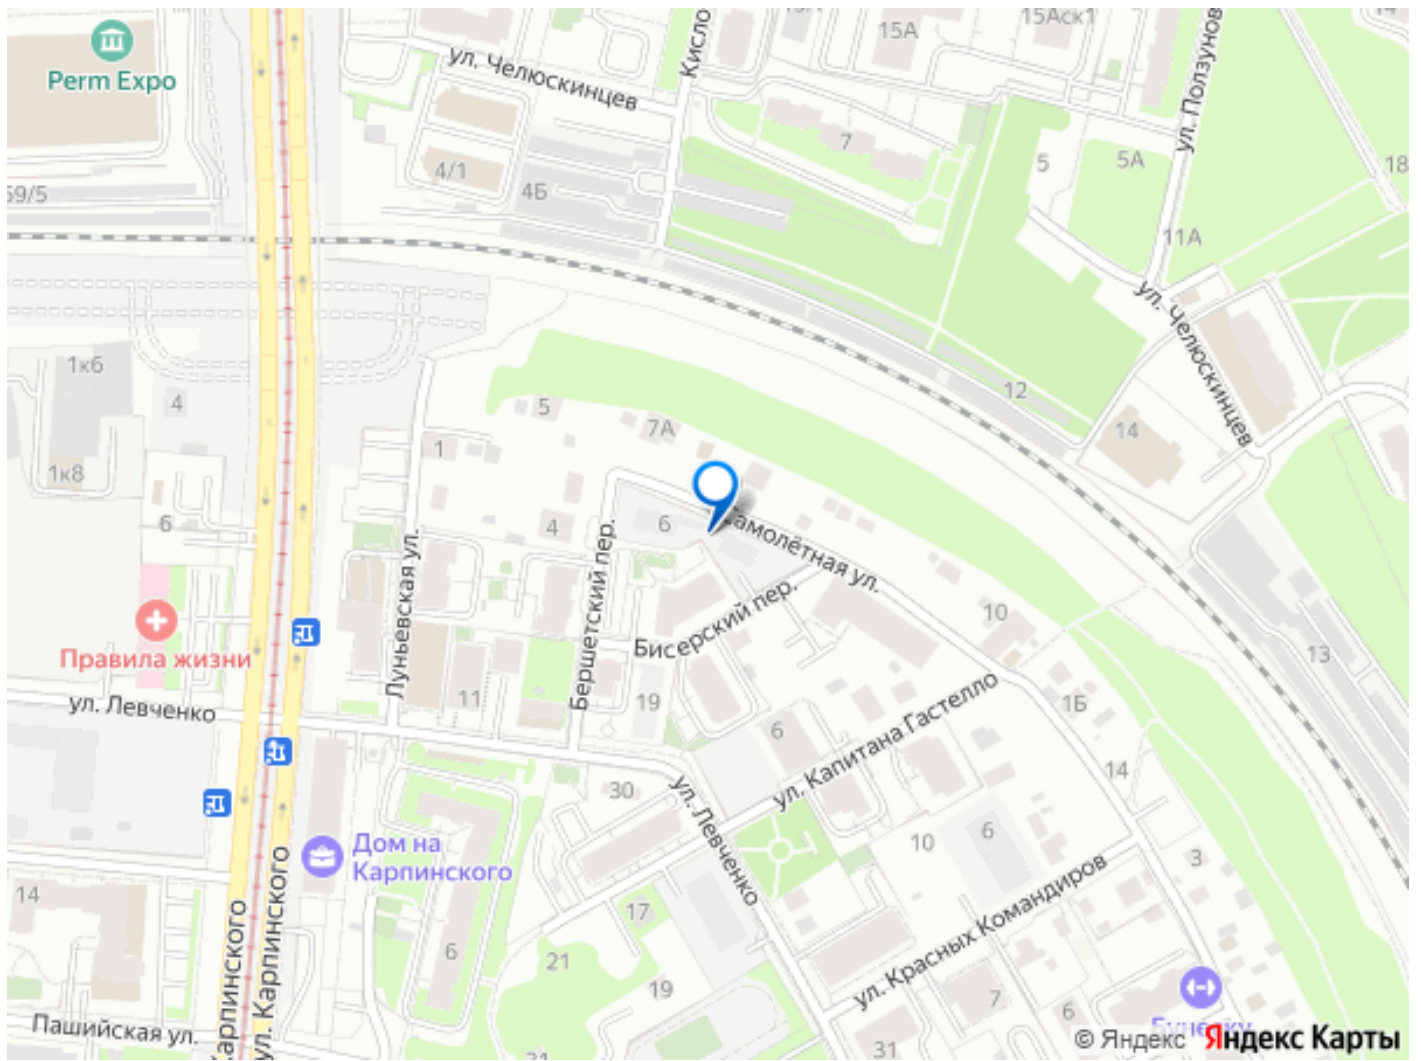 Perm Expo
ул. Челюскинцев
Кисло
15А
15Аск1
14
ул. Ползунов
59/5
4/1
4Б
7
5
5А
18
11А
ул. Челюскинцев
1к6
4
1к8
6
1
5
7А
12
14
4
6
Самолётная ул.
Луньевская ул.
Бершетский пер.
Бисерский пер.
10
13
Правила жизни
ул. Левченко
11
19
6
1Б
ул. Капитана Гастелло
14
30
ул. Левченко
10
6
3
Дом на
Карпинского
14
17
6
21
19
ул. Красных Командиров
7
6
31
21
Карпинского
ул. Карпинского
Пашийская ул.
© Яндекс Яндекс Карты